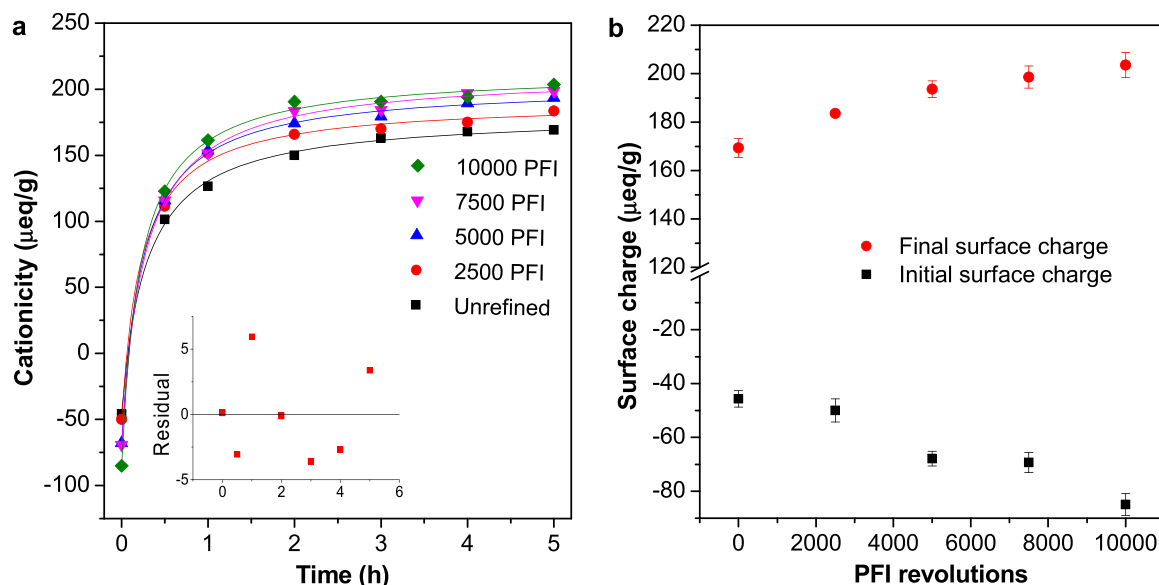 a
Cationicity (μeq/g)
250
200
150
100
50
0
-50
-100
0
1
2
3
4
5
Time (h)
10000 PFI
7500 PFI
5000 PFI
2500 PFI
Unrefined
Residual
5
0
-5
0
2
4
6
b
Surface charge (μeq/g)
220
200
180
160
140
120
-20
-40
-60
-80
0
2000
4000
6000
8000
10000
PFI revolutions
Final surface charge
Initial surface charge